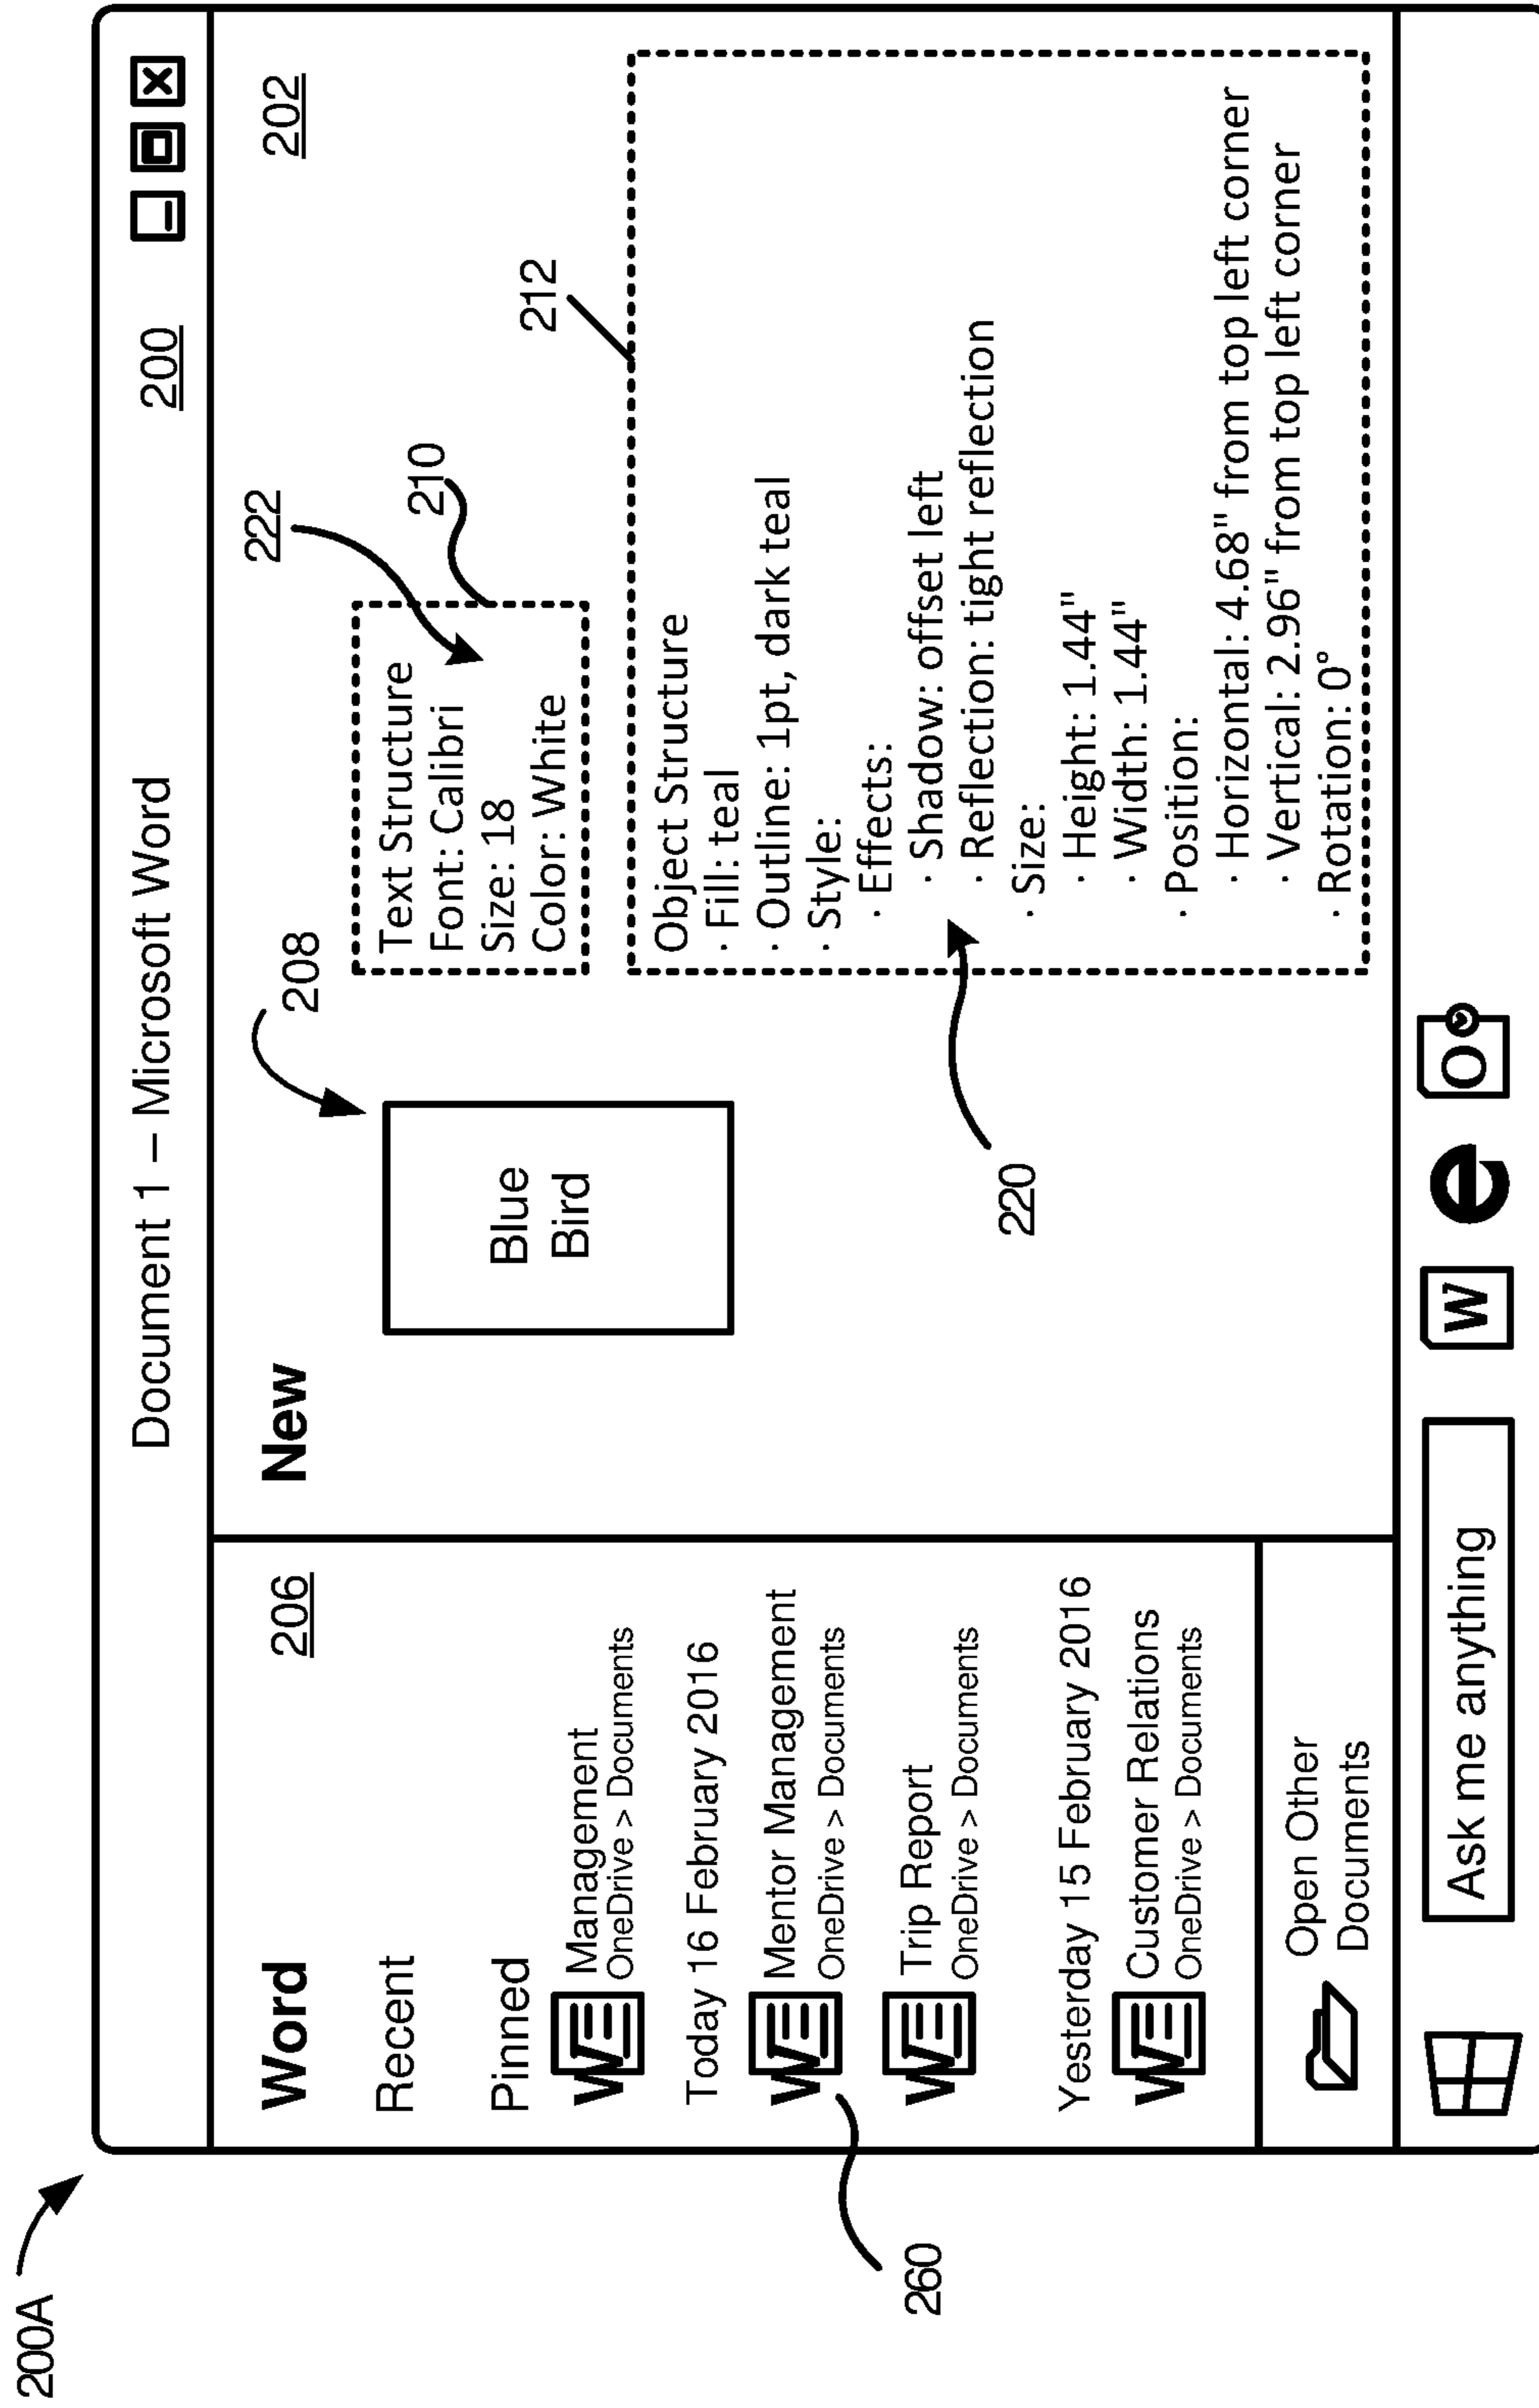 200A
Document 1 – Microsoft Word
200
Word
206
Recent
Pinned
W
Management
OneDrive > Documents
Today 16 February 2016
W
Mentor Management
OneDrive > Documents
260
W
Trip Report
OneDrive > Documents
Yesterday 15 February 2016
W
Customer Relations
OneDrive > Documents
Open Other
Documents
New
202
208
Blue
Bird
222
210
Text Structure
Font: Calibri
Size: 18
Color: White
212
Object Structure
· Fill: teal
· Outline: 1pt, dark teal
· Style:
· Effects:
· Shadow: offset left
· Reflection: tight reflection
· Size:
· Height: 1.44"
· Width: 1.44"
· Position:
· Horizontal: 4.68" from top left corner
· Vertical: 2.96" from top left corner
· Rotation: 0°
220
Ask me anything
W
e
O